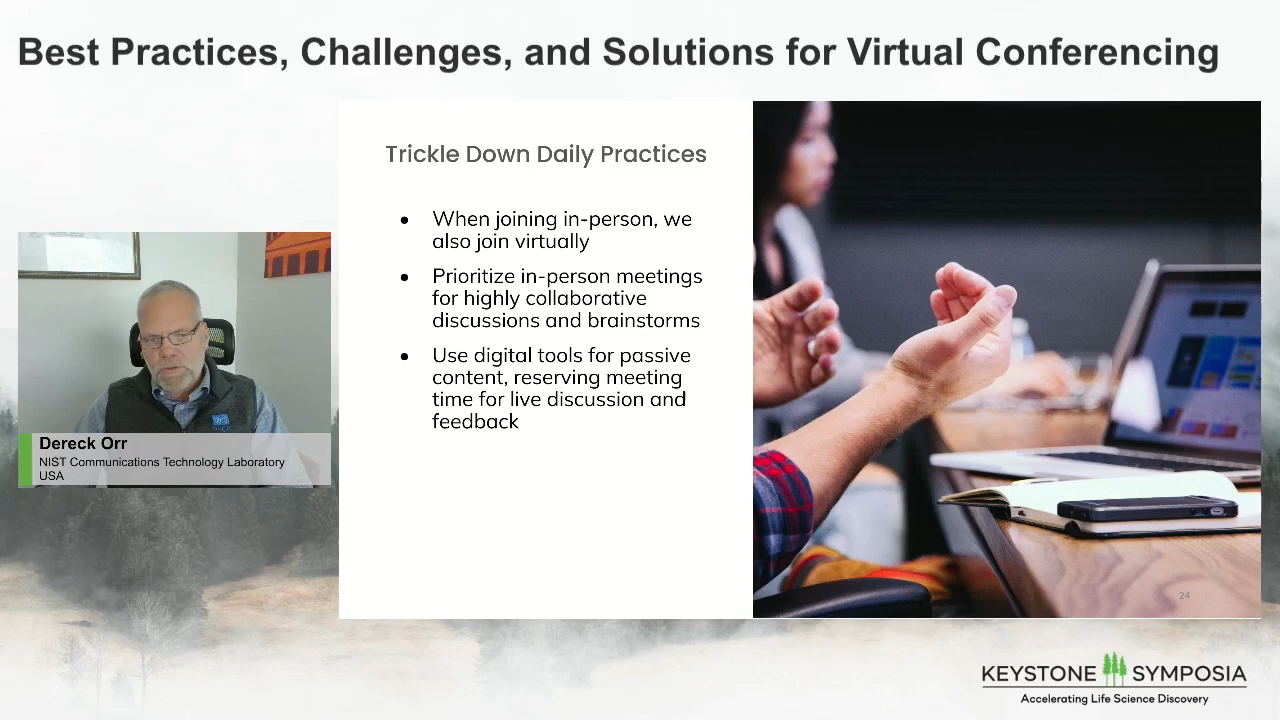 Best Practices, Challenges, and Solutions for Virtual Conferencing
Trickle Down Daily Practices
• When joining in-person, we
also join virtually
• Prioritize in-person meetings
for highly collaborative
discussions and brainstorms
• Use digital tools for passive
content, reserving meeting
time for live discussion and
feedback
Dereck Orr
NIST Communications Technology Laboratory
USA
24
KEYSTONE SYMPOSIA
Accelerating Life Science Discovery